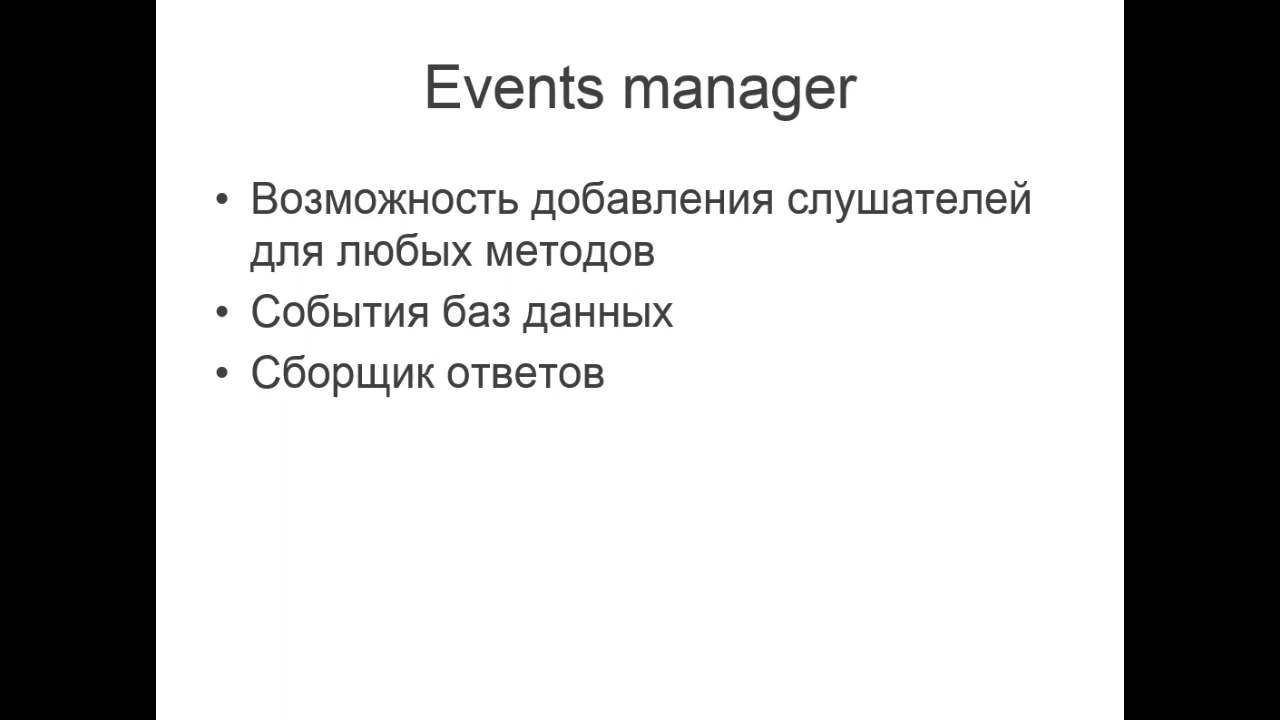 Events manager
• Возможность добавления слушателей
для любых методов
• События баз данных
• Сборщик ответов